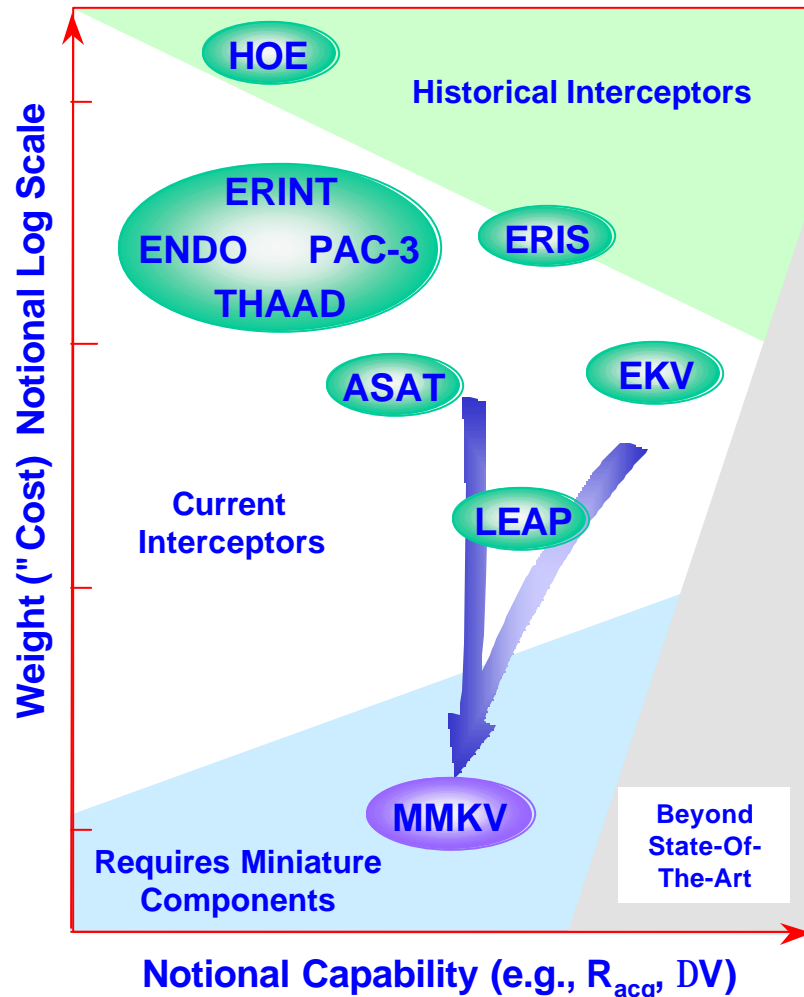 HOE
Historical Interceptors
ERINT
ENDO PAC-3
THAAD
ERIS
ASAT
EKV
Current
Interceptors
LEAP
MMKV
Requires Miniature
Components
Beyond
State-Of-
The-Art
Weight ("Cost) Notional Log Scale
Notional Capability (e.g., Racq, DV)